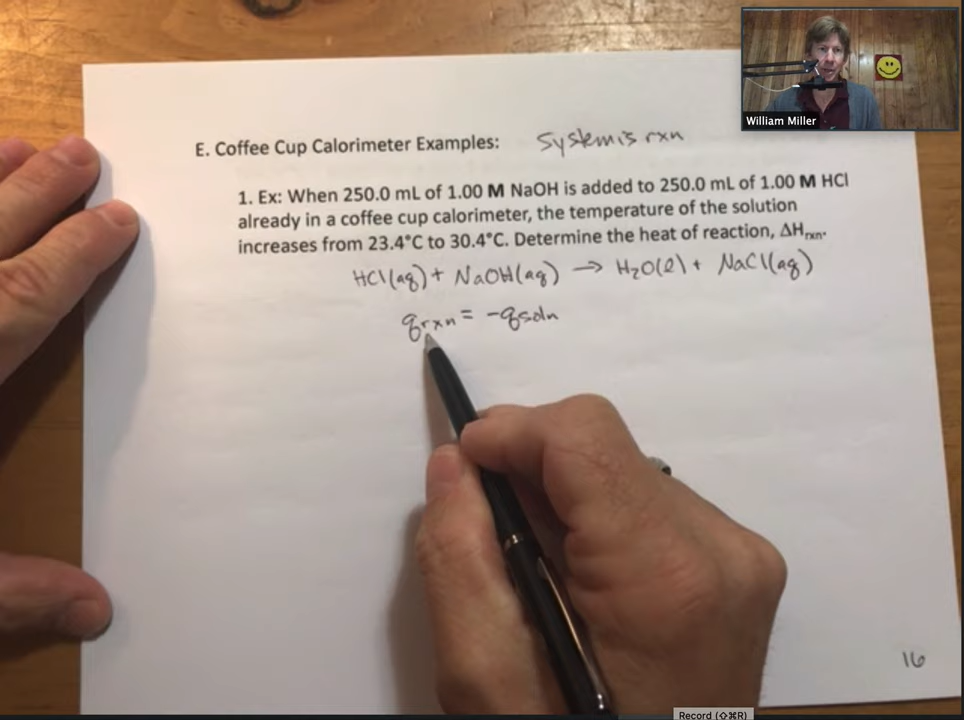 William Miller
E. Coffee Cup Calorimeter Examples: System is rxn
1. Ex: When 250.0 mL of 1.00 M NaOH is added to 250.0 mL of 1.00 M HCl
already in a coffee cup calorimeter, the temperature of the solution
increases from 23.4°C to 30.4°C. Determine the heat of reaction, ΔHrxn.
HCl(aq) + NaOH(aq) → H₂O(l) + NaCl(aq)
qrxn = -qsoln
16
Record (⇧⌘R)